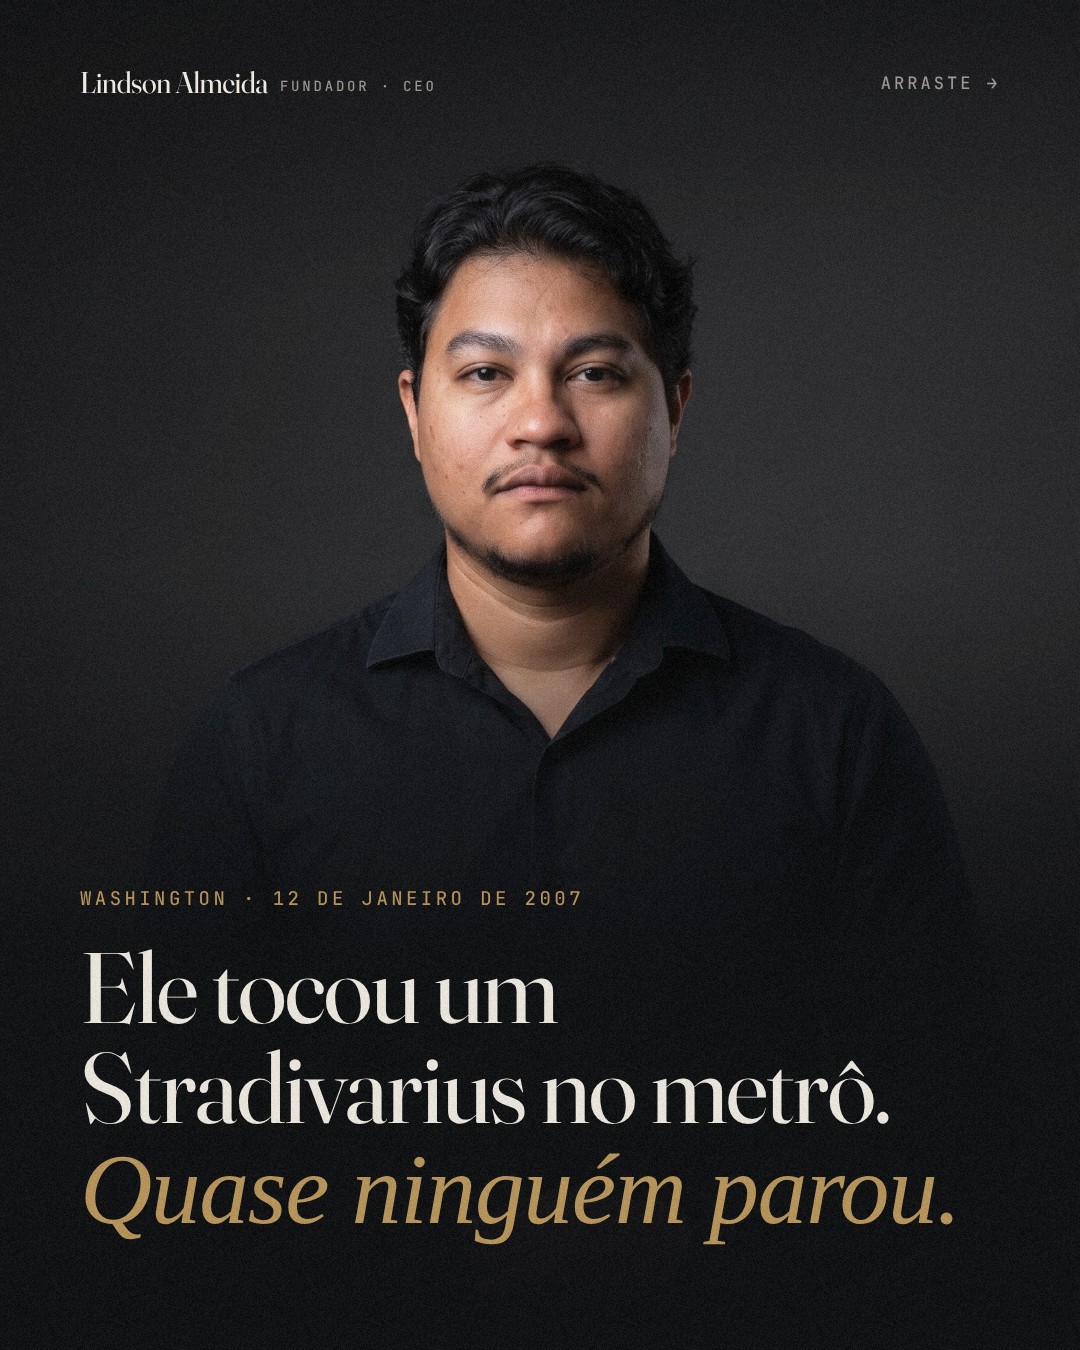 Lindson Almeida FUNDADOR · CEO
ARRASTE →
WASHINGTON · 12 DE JANEIRO DE 2007
Ele tocou um
Stradivarius no metrô.
Quase ninguém parou.